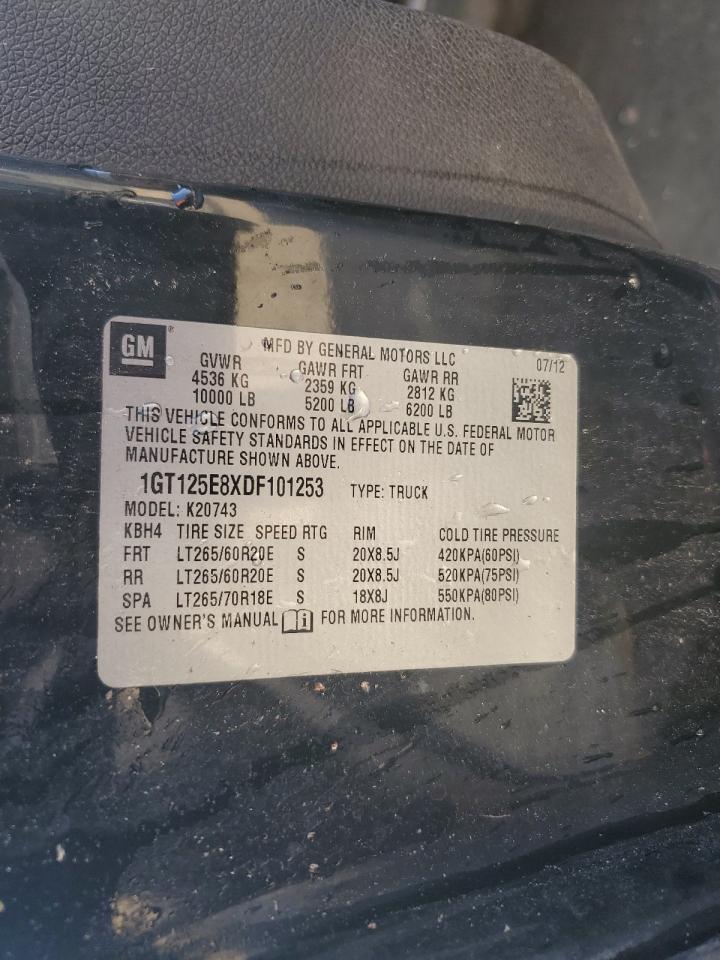 GM ®
MFD BY GENERAL MOTORS LLC 07/12
GVWR GAWR FRT GAWR RR
4536 KG 2359 KG 2812 KG
10000 LB 5200 LB 6200 LB
THIS VEHICLE CONFORMS TO ALL APPLICABLE U.S. FEDERAL MOTOR
VEHICLE SAFETY STANDARDS IN EFFECT ON THE DATE OF
MANUFACTURE SHOWN ABOVE.
1GT125E8XDF101253 TYPE: TRUCK
MODEL: K20743
KBH4 TIRE SIZE SPEED RTG RIM COLD TIRE PRESSURE
FRT LT265/60R20E S 20X8.5J 420KPA(60PSI)
RR LT265/60R20E S 20X8.5J 520KPA(75PSI)
SPA LT265/70R18E S 18X8J 550KPA(80PSI)
SEE OWNER'S MANUAL i FOR MORE INFORMATION.